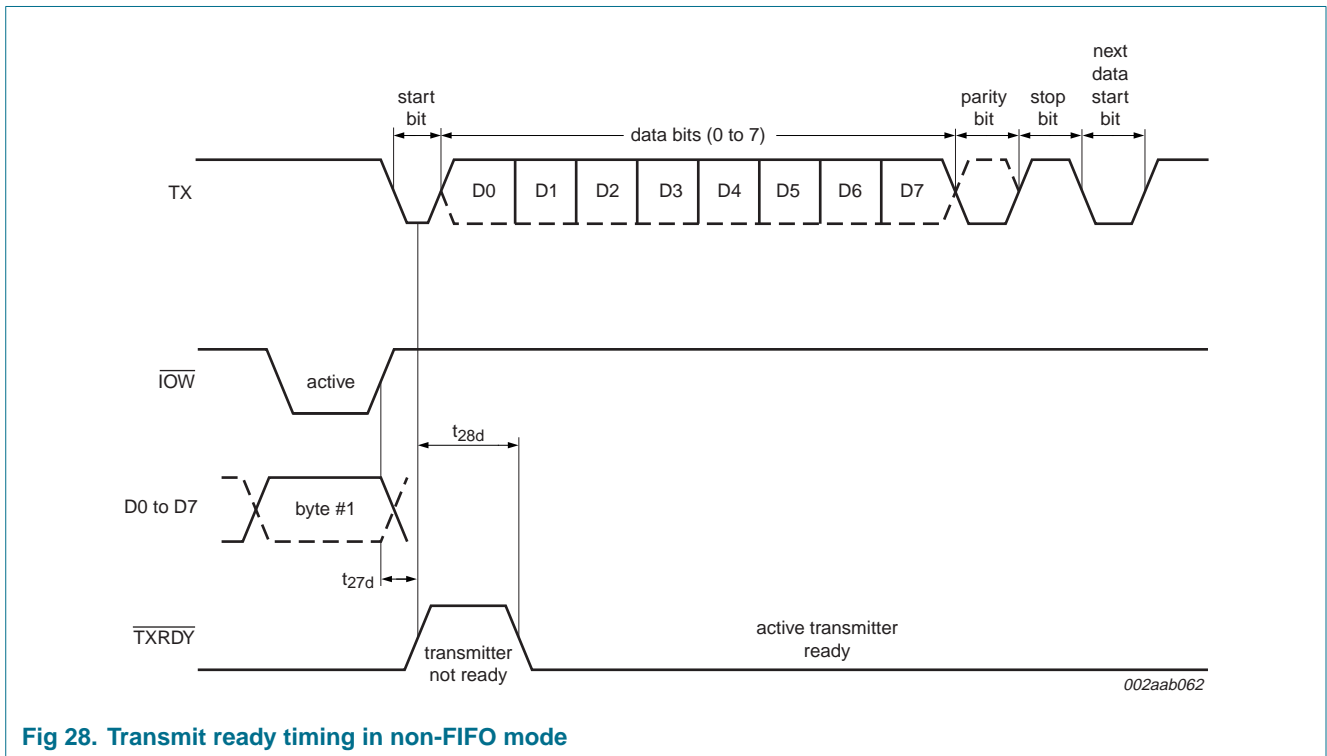 next
data
start
bit
start
bit
parity
bit
stop
bit
data bits (0 to 7)
TX
D0 D1 D2 D3 D4 D5 D6 D7
IOW
active
t28d
D0 to D7
byte #1
t27d
TXRDY
transmitter
not ready
active transmitter
ready
002aab062
Fig 28. Transmit ready timing in non-FIFO mode